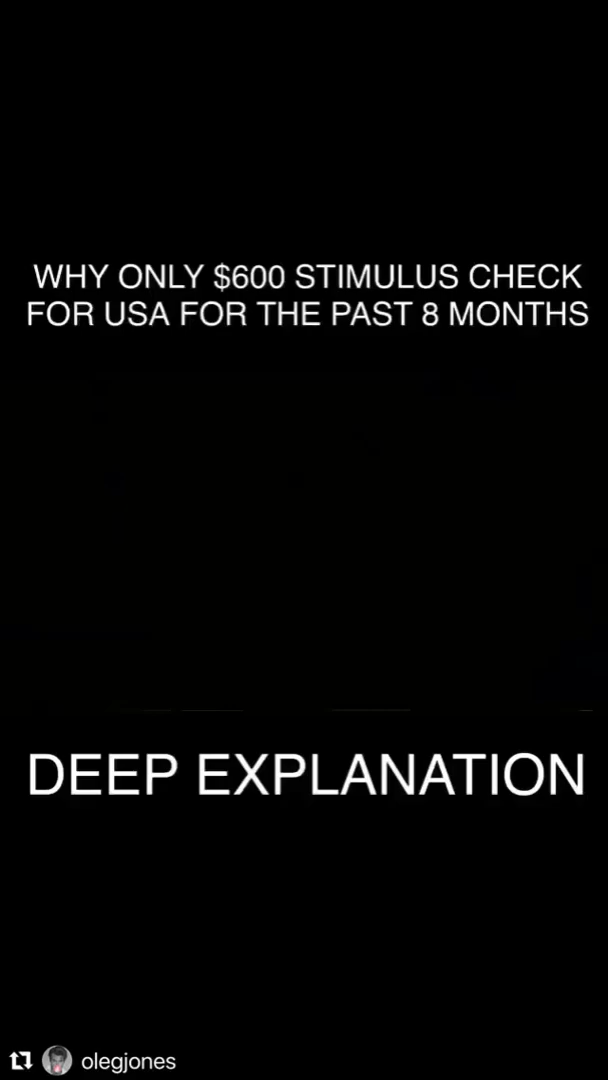 WHY ONLY $600 STIMULUS CHECK
FOR USA FOR THE PAST 8 MONTHS
DEEP EXPLANATION
olegjones